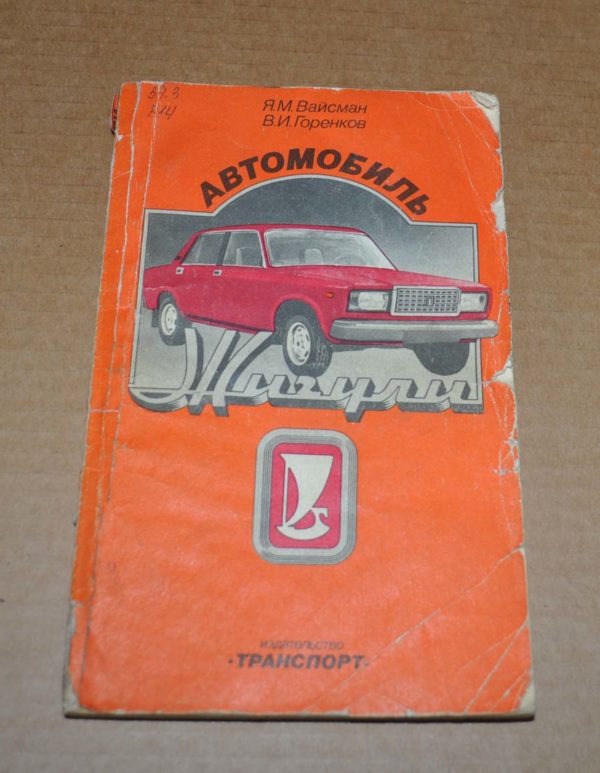 Я.М. Вайсман
В.И. Горенков
АВТОМОБИЛЬ
Жигули
ИЗДАТЕЛЬСТВО
·ТРАНСПОРТ·